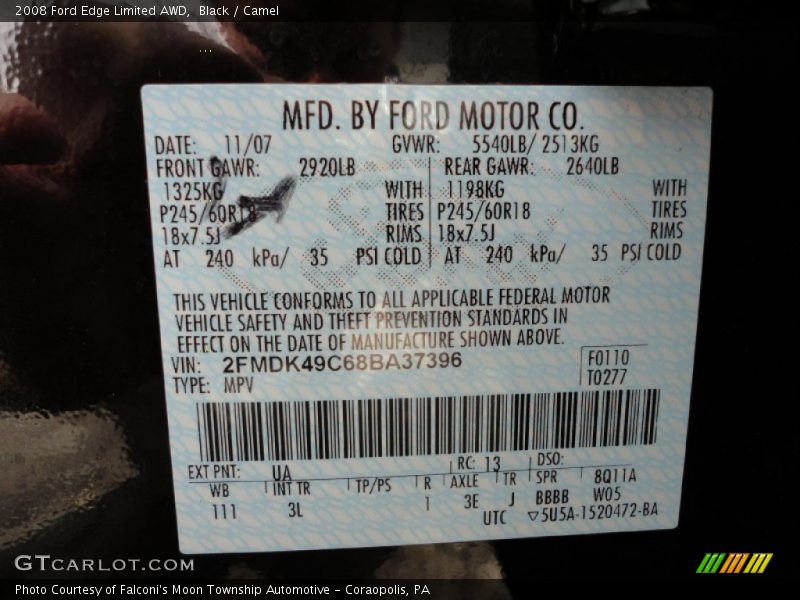 2008 Ford Edge Limited AWD,  Black / Camel
MFD. BY FORD MOTOR CO.
DATE: 11/07 GVWR: 5540LB/ 2513KG
FRONT GAWR: 2920LB REAR GAWR: 2640LB
1325KG WITH 1198KG WITH
P245/60R18 TIRES P245/60R18 TIRES
18x7.5J RIMS 18x7.5J RIMS
AT 240 kPa/ 35 PSI COLD AT 240 kPa/ 35 PSI COLD
THIS VEHICLE CONFORMS TO ALL APPLICABLE FEDERAL MOTOR
VEHICLE SAFETY AND THEFT PREVENTION STANDARDS IN
EFFECT ON THE DATE OF MANUFACTURE SHOWN ABOVE.
VIN: 2FMDK49C68BA37396 F0110
TYPE: MPV T0277
EXT PNT: UA RC: 13 DSO:
WB INT TR TP/PS R AXLE TR SPR 8Q11A
111 3L 1 3E J BBBB W05
UTC ▽5U5A-1520472-BA
GTCARLOT.COM
Photo Courtesy of Falconi's Moon Township Automotive - Coraopolis, PA